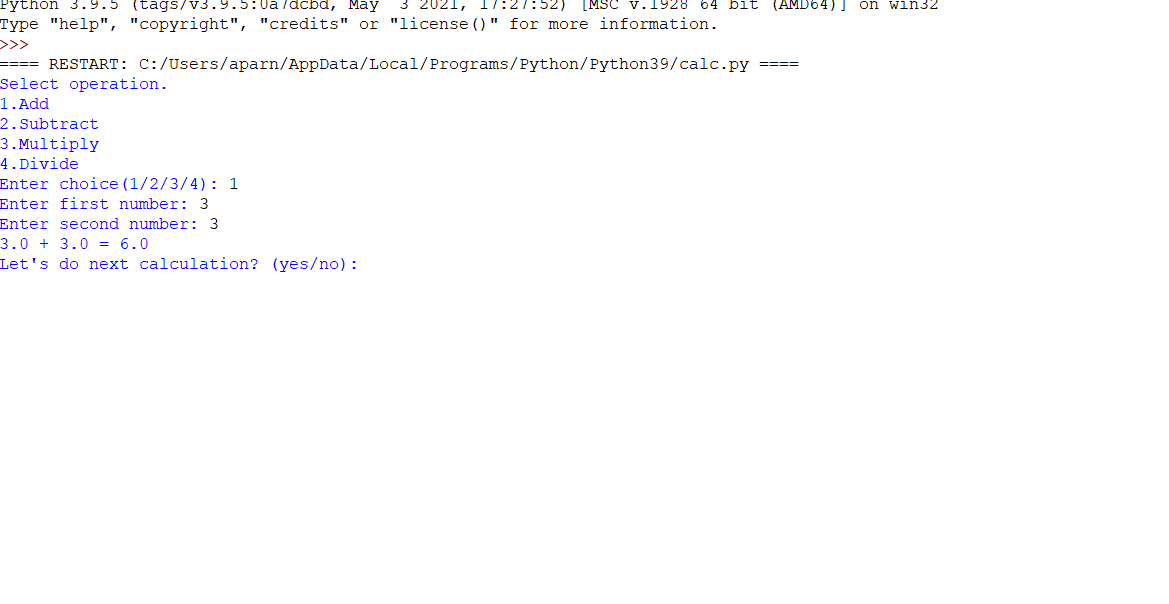 Python 3.9.5 (tags/v3.9.5:0a7dcbd, May  3 2021, 17:27:52) [MSC v.1928 64 bit (AMD64)] on win32
Type "help", "copyright", "credits" or "license()" for more information.
>>>
==== RESTART: C:/Users/aparn/AppData/Local/Programs/Python/Python39/calc.py ====
Select operation.
1.Add
2.Subtract
3.Multiply
4.Divide
Enter choice(1/2/3/4): 1
Enter first number: 3
Enter second number: 3
3.0 + 3.0 = 6.0
Let's do next calculation? (yes/no):